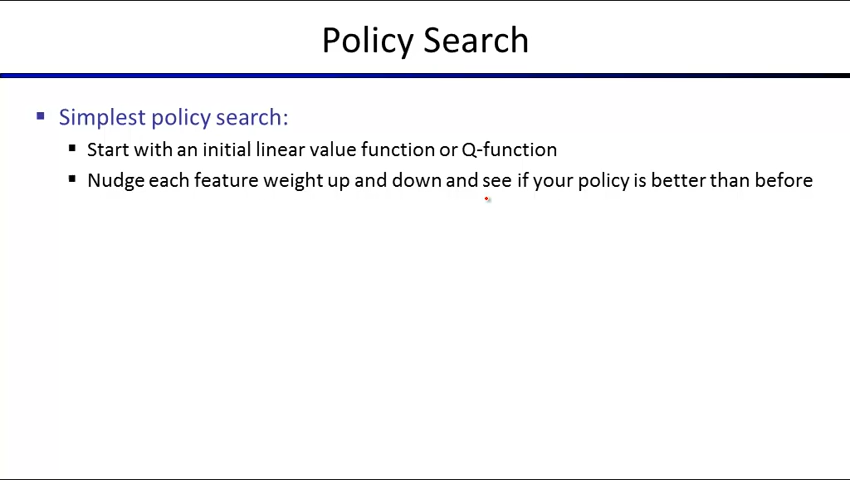 Policy Search
Simplest policy search:
Start with an initial linear value function or Q-function
Nudge each feature weight up and down and see if your policy is better than before